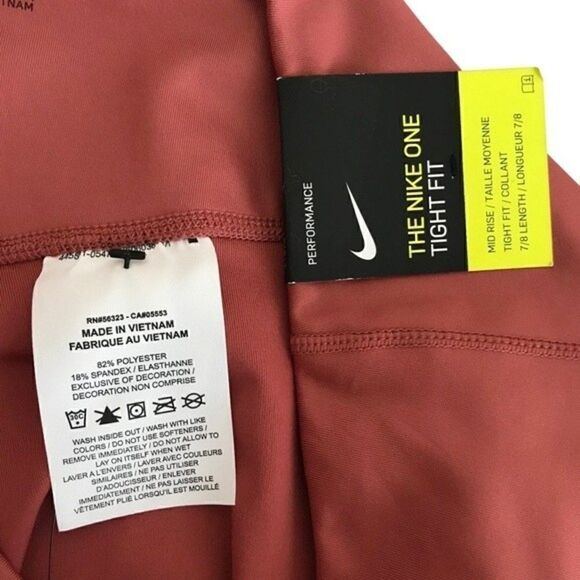 TNAM
RN#56323 - CA#05553
MADE IN VIETNAM
FABRIQUE AU VIETNAM
82% POLYESTER
18% SPANDEX / ELASTHANNE
EXCLUSIVE OF DECORATION /
DECORATION NON COMPRISE
30C
WASH INSIDE OUT / WASH WITH LIKE
COLORS / DO NOT USE SOFTENERS /
REMOVE IMMEDIATELY / DO NOT ALLOW TO
LAY ON ITSELF WHEN WET
LAVER A L'ENVERS / LAVER AVEC COULEURS
SIMILAIRES / NE PAS UTILISER
D'ADOUCISSEUR / ENLEVER
IMMÉDIATEMENT / NE PAS LAISSER LE
VÊTEMENT PLIÉ LORSQU'IL EST MOUILLÉ
PERFORMANCE
THE NIKE ONE
TIGHT FIT
MID RISE / TAILLE MOYENNE
TIGHT FIT / COLLANT
7/8 LENGTH / LONGUEUR 7/8